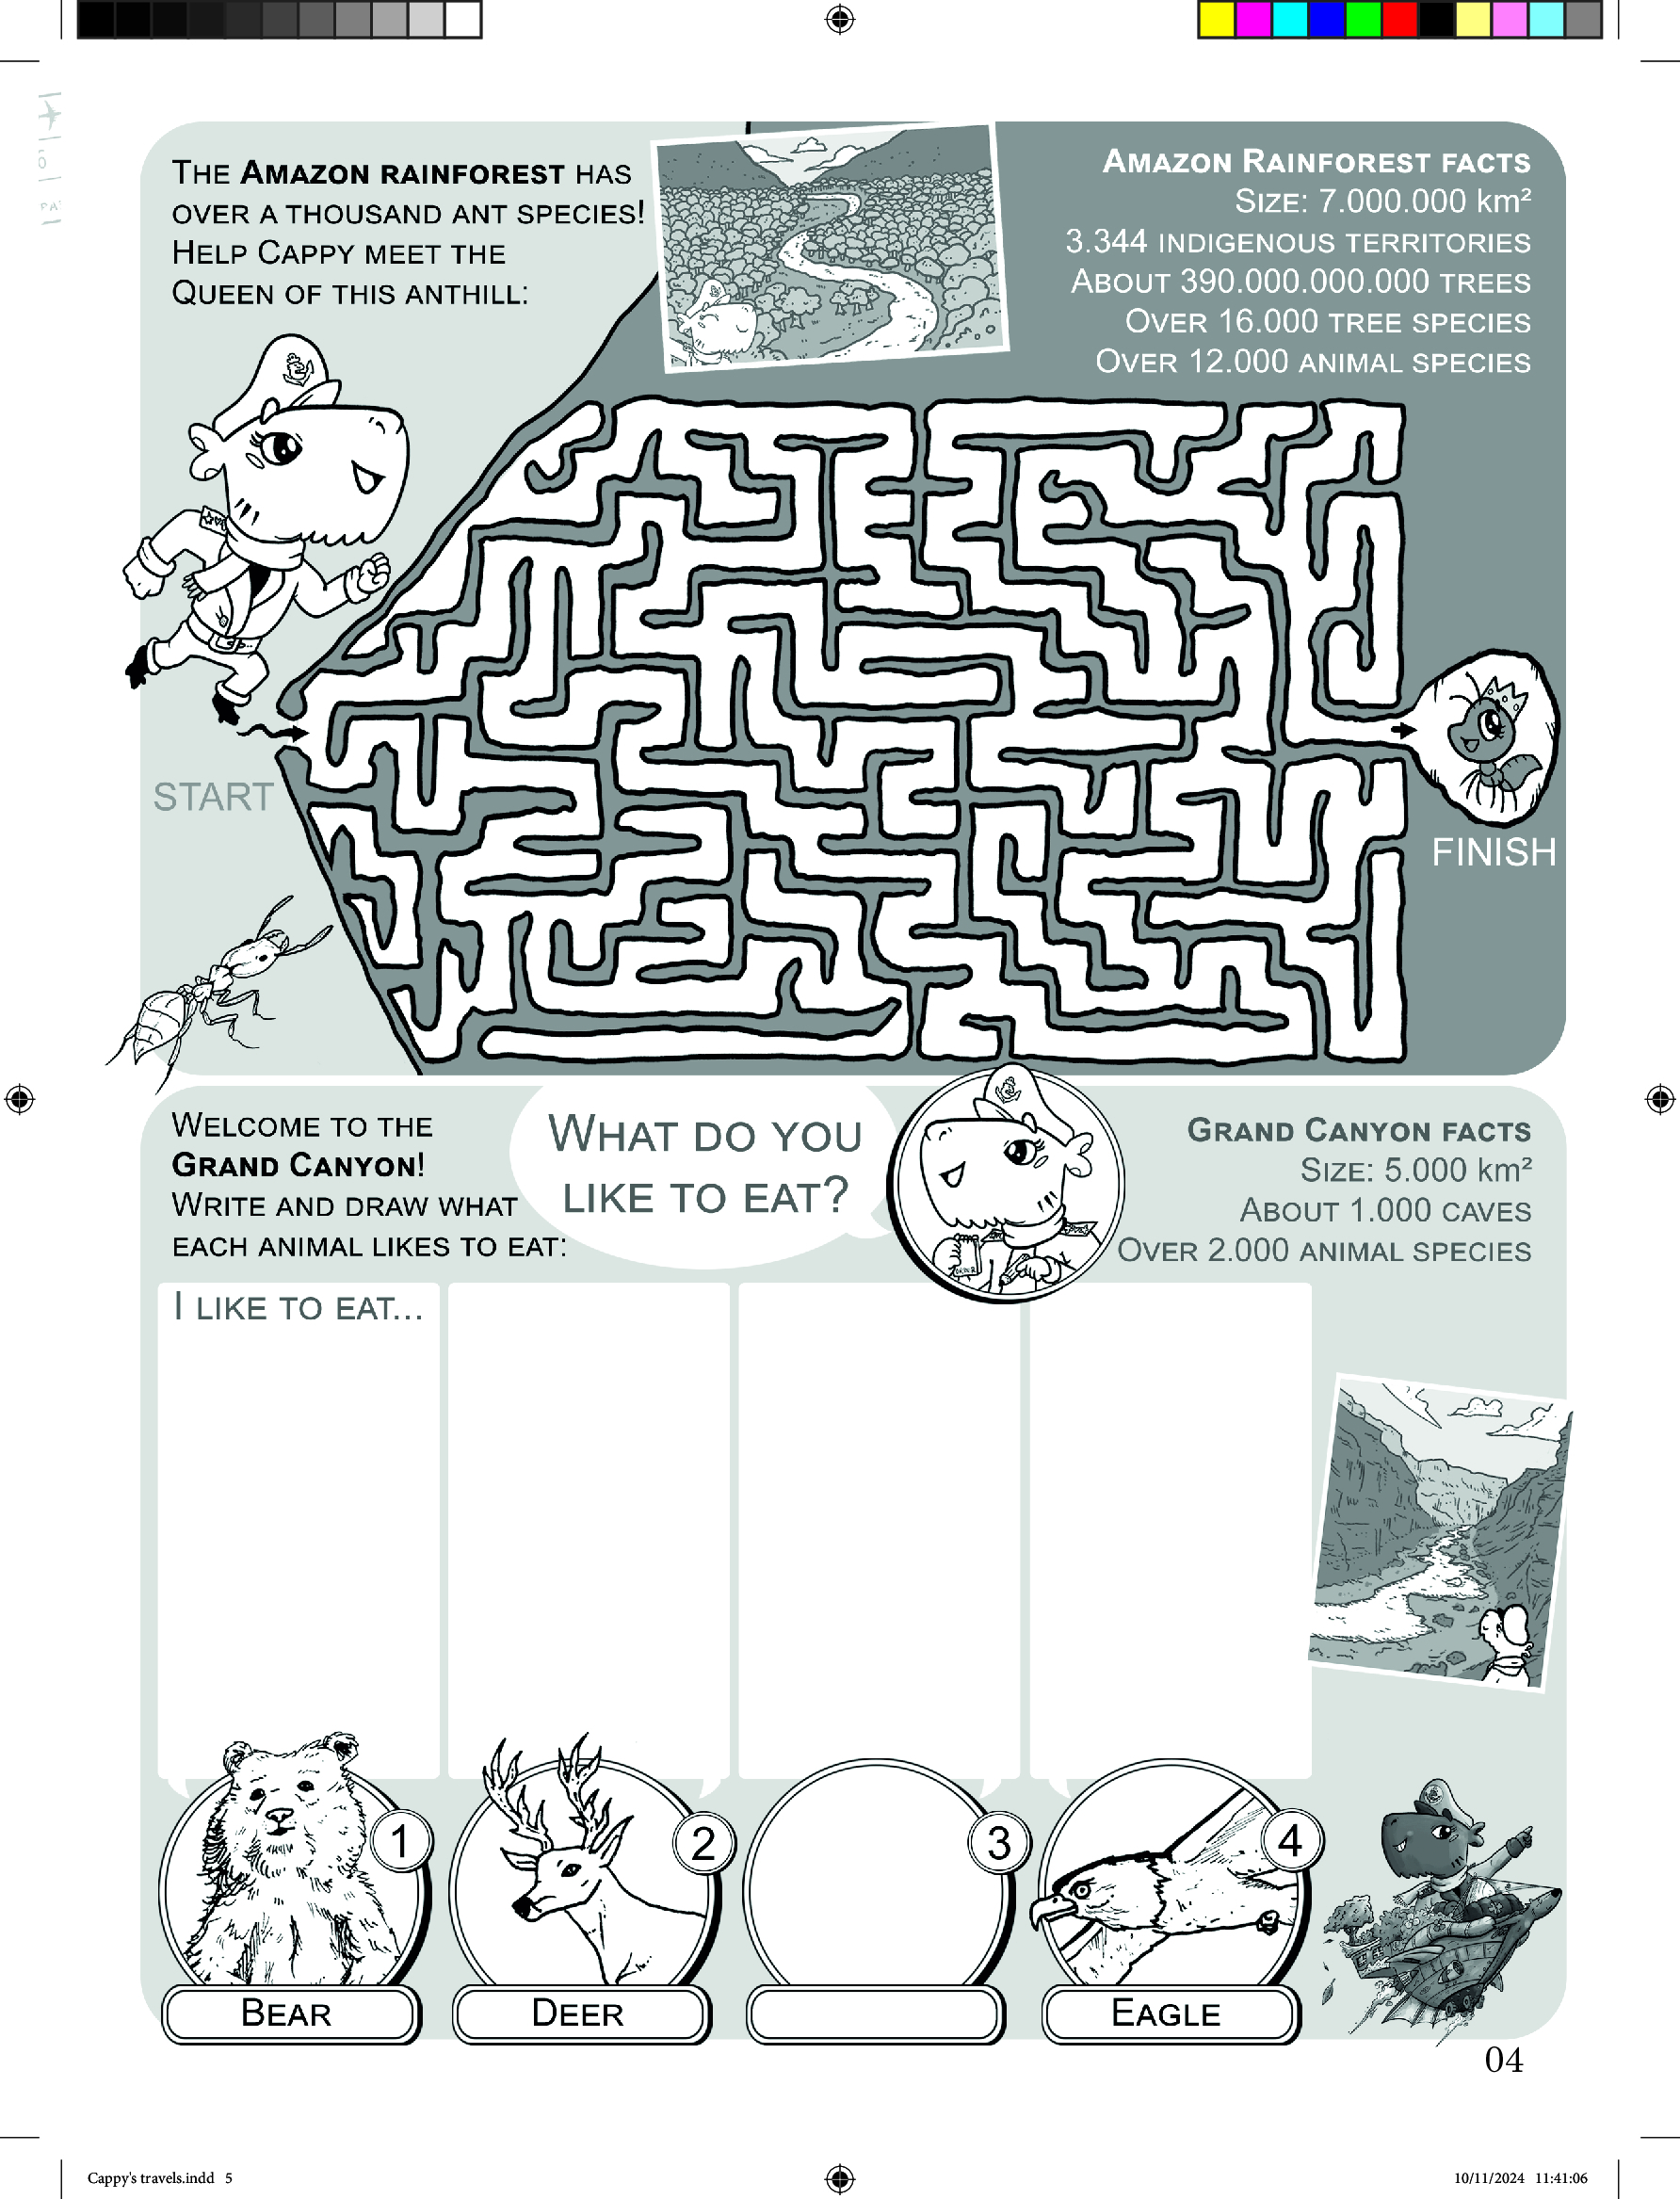 The Amazon rainforest has
over a thousand ant species!
Help Cappy meet the
Queen of this anthill:
Amazon Rainforest facts
Size: 7.000.000 km²
3.344 indigenous territories
About 390.000.000.000 trees
Over 16.000 tree species
Over 12.000 animal species
START
FINISH
Welcome to the
Grand Canyon!
Write and draw what
each animal likes to eat:
What do you
like to eat?
Grand Canyon facts
Size: 5.000 km²
About 1.000 caves
Over 2.000 animal species
I like to eat...
1
2
3
4
Bear
Deer
Eagle
04
Cappy's travels.indd 5
10/11/2024 11:41:06